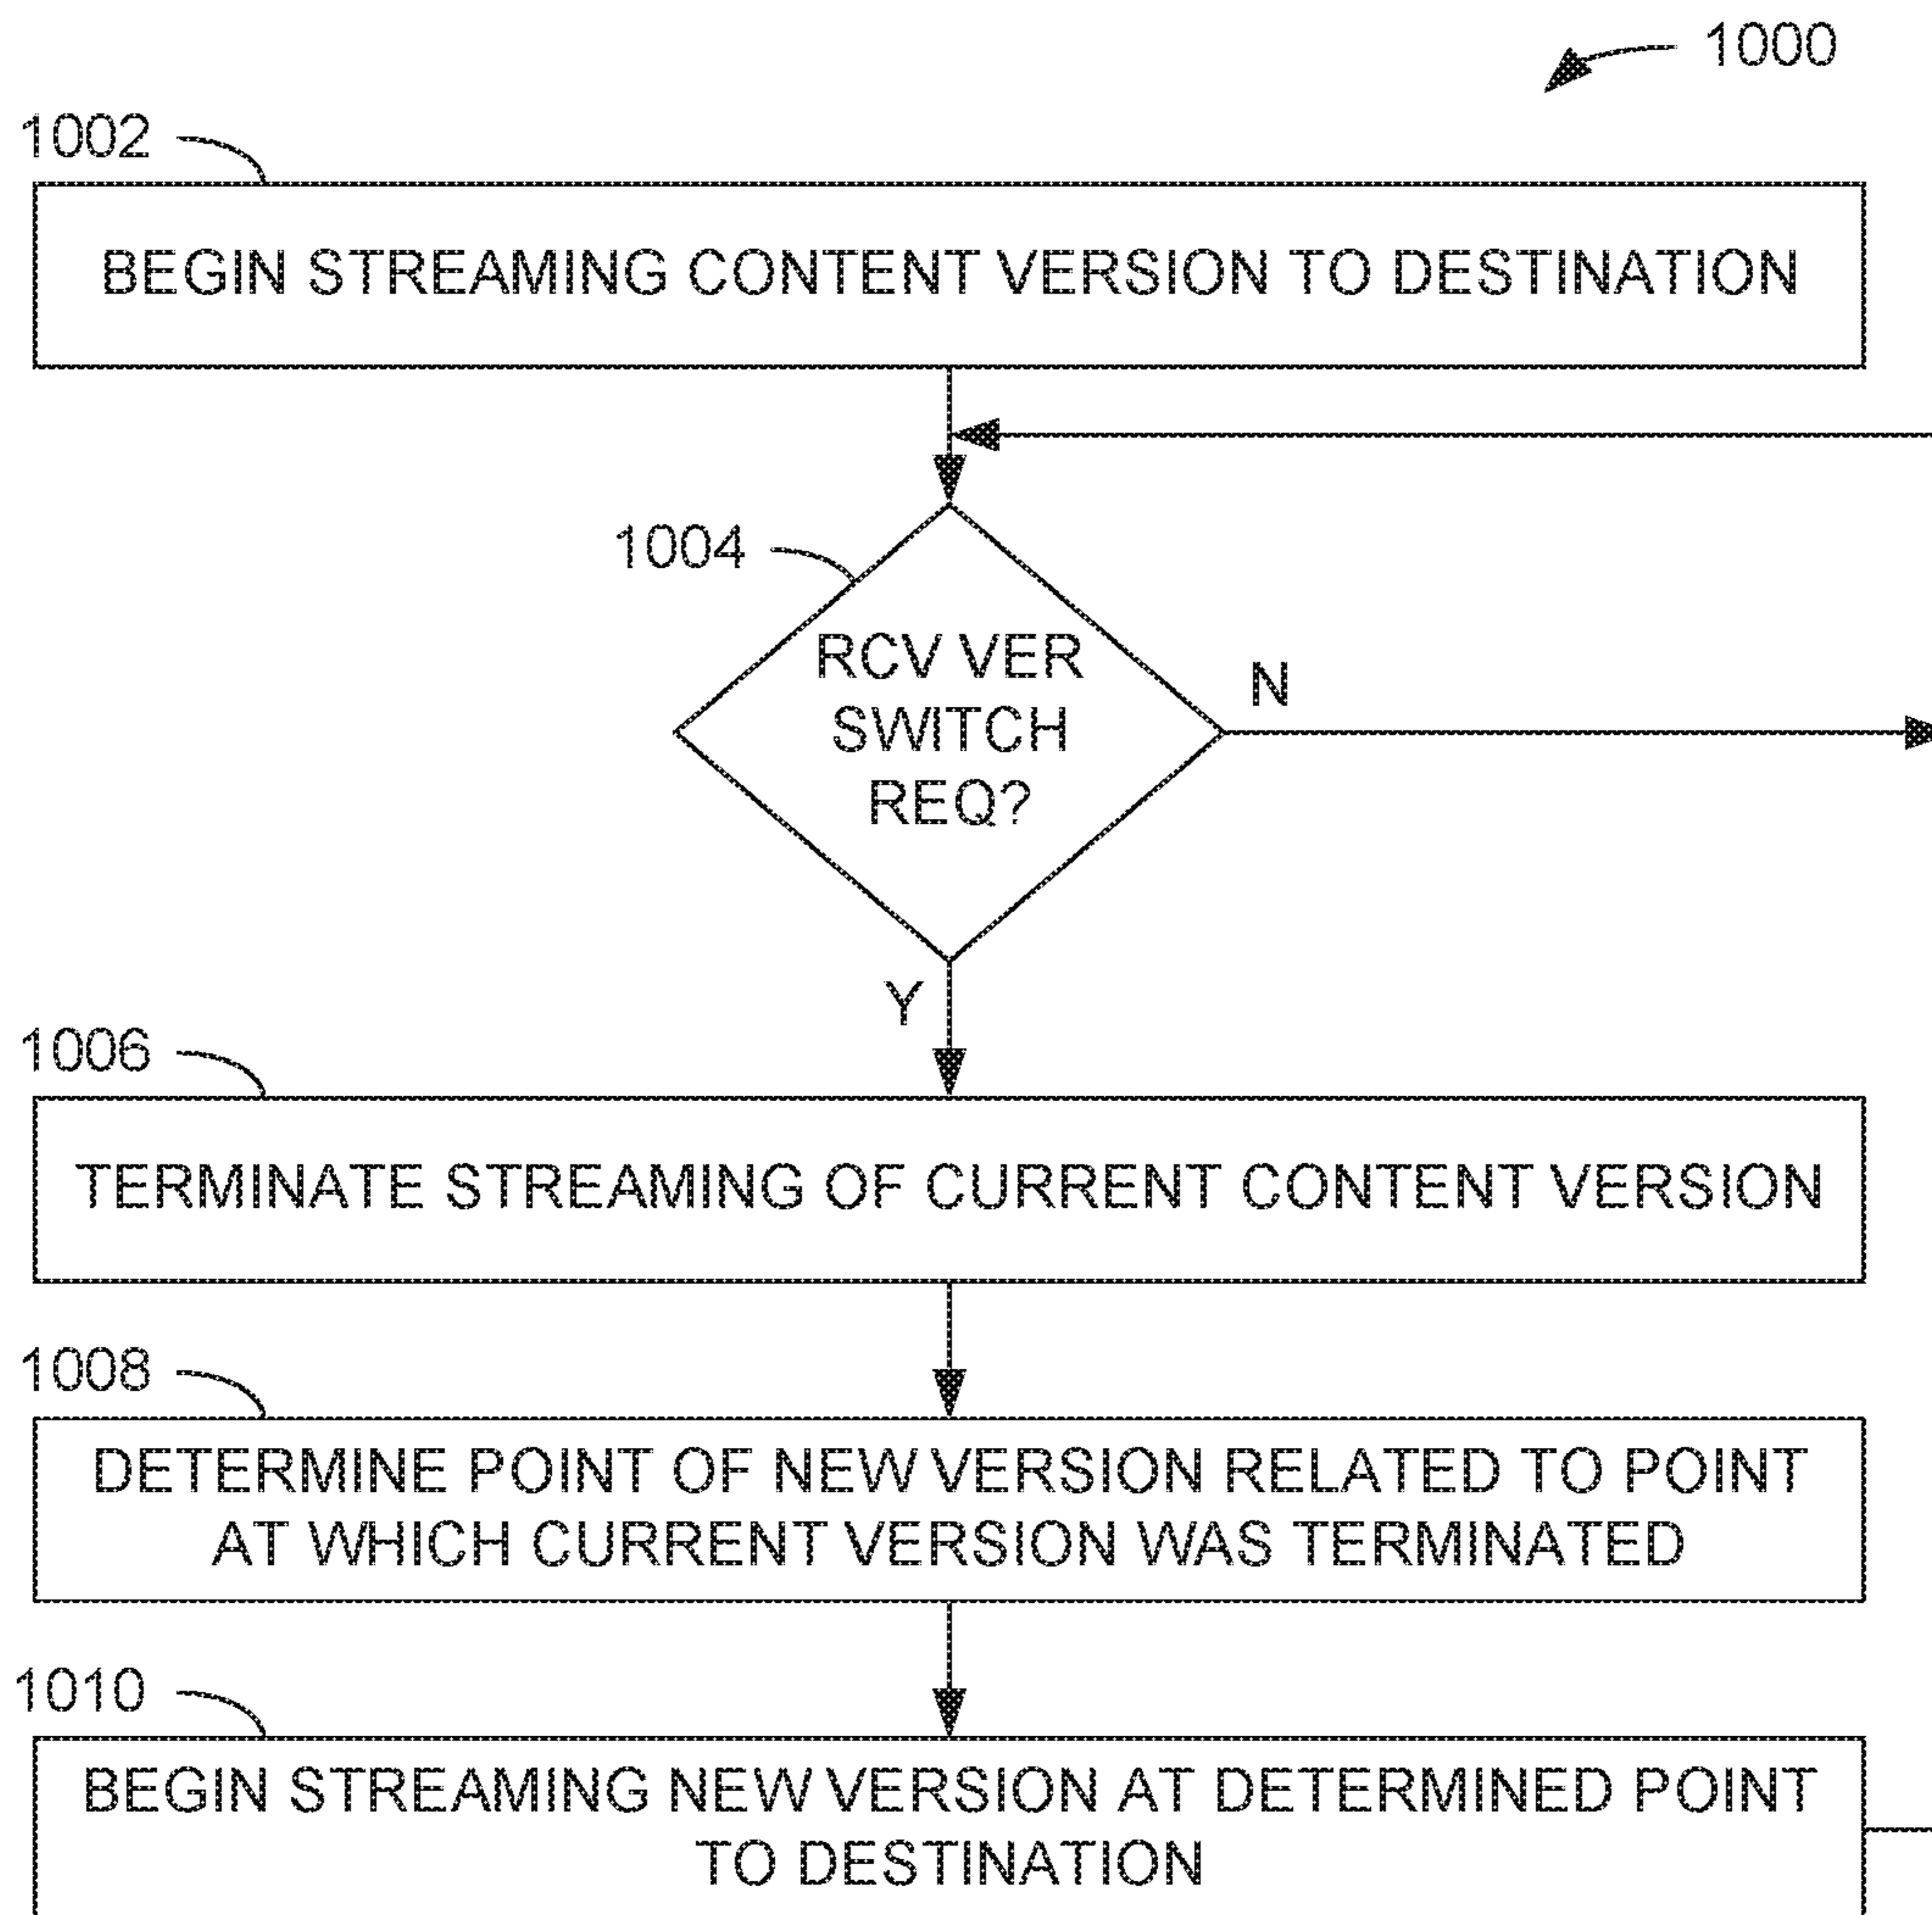 1000
1002
BEGIN STREAMING CONTENT VERSION TO DESTINATION
1004
RCV VER
SWITCH
REQ?
N
Y
1006
TERMINATE STREAMING OF CURRENT CONTENT VERSION
1008
DETERMINE POINT OF NEW VERSION RELATED TO POINT
AT WHICH CURRENT VERSION WAS TERMINATED
1010
BEGIN STREAMING NEW VERSION AT DETERMINED POINT
TO DESTINATION